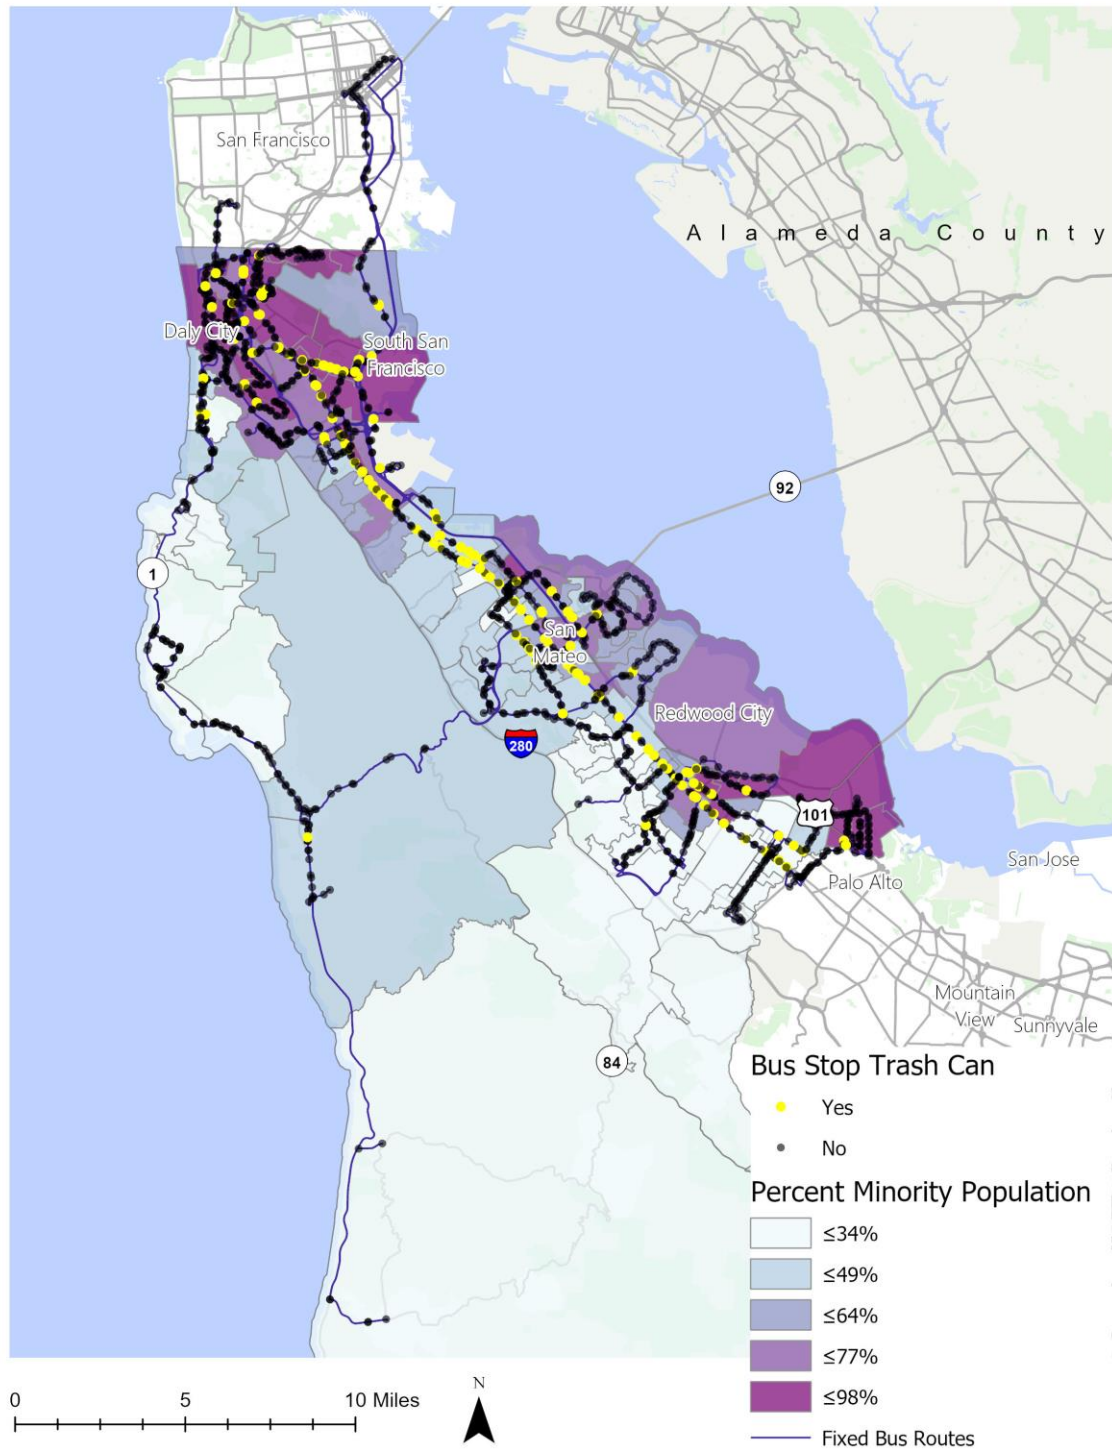 San Francisco
Alameda County
Daly City
South San
Francisco
92
1
San
Mateo
Redwood City
280
101
San Jose
Palo Alto
Mountain
View
Sunnyvale
84
Bus Stop Trash Can
Yes
No
Percent Minority Population
≤34%
≤49%
≤64%
≤77%
≤98%
Fixed Bus Routes
0 5 10 Miles
N